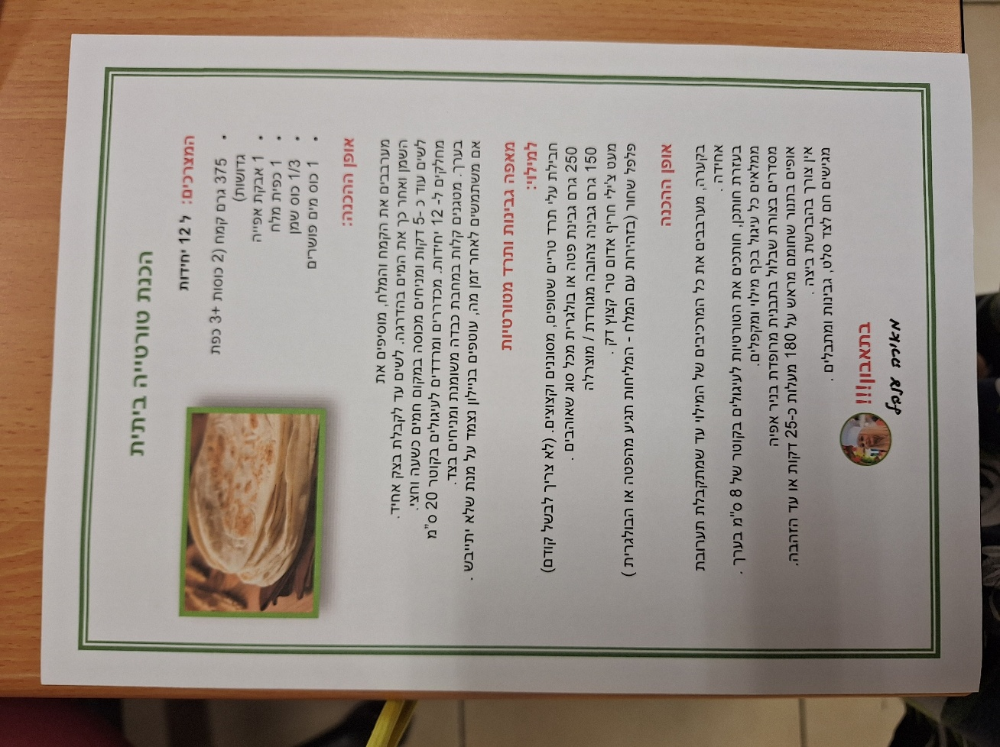 הכנת טורטייה ביתית
המצרכים: ל 12 יחידות
• 375 גרם קמח (2 כוסות +3 כפת
גדושות)
• 1 אבקת אפייה
• 1 כפית מלח
• 1/3 כוס שמן
• 1 כוס מים פושרים
אופן ההכנה:
מערבבים את הקמח והמלח, מוסיפים את
השמן ואחר כך את המים בהדרגה. לשים עד לקבלת בצק אחיד.
לשים עוד כ -5 דקות ומניחים מכוסה במקום חמים כשעה וחצי.
מחלקים ל- 12 יחידות. מכדררים ומרדדים לעיגולים בקוטר 20 ס"מ
בערך. מטגנים קלות במחבת כבדה משומנת ומניחים בצד.
אם משתמשים לאחר זמן מה, עוטפים בניילון נצמד על מנת שלא יתייבש .
מאפה גבינות ותרד מטורטיות
למילוי:
חבילת עלי תרד טריים שטופים, מסוננים וקצוצים. (לא צריך לבשל קודם)
250 גרם גבינת פטה או בולגרית מכל סוג שאוהבים .
150 גרם גבינה צהובה מגורדת / מוצרלה
מעט צ'ילי חריף אדום טרי קצוץ דק .
פלפל שחור (בזהירות עם המלח - המליחות תגיע מהפטה או הבולגרית )
אופן ההכנה
בקערה, מערבבים את כל המרכיבים של המילוי עד שמתקבלת תערובת
אחידה .
בעזרת חותכן, חותכים את הטורטיות לעיגולים בקוטר של 8 ס"מ בערך .
ממלאים כל עיגול בכף מילוי ומקפלים.
מסדרים בצורת שבלול בתבנית מרופדת בניר אפיה
אופים בתנור שחומם מראש על 180 מעלות כ-25 דקות או עד הזהבה.
אין צורך בהברשת ביצה .
מגישים חם לצד סלט, גבינות ומתבלים .
בתאבון!!!